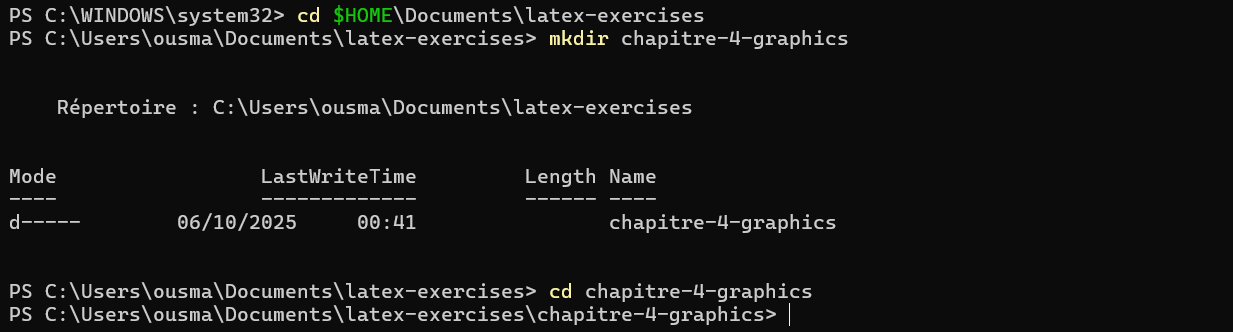 PS C:\WINDOWS\system32> cd $HOME\Documents\latex-exercises
PS C:\Users\ousma\Documents\latex-exercises> mkdir chapitre-4-graphics
Répertoire : C:\Users\ousma\Documents\latex-exercises
Mode                 LastWriteTime         Length Name
----                 -------------         ------ ----
d-----        06/10/2025     00:41                chapitre-4-graphics
PS C:\Users\ousma\Documents\latex-exercises> cd chapitre-4-graphics
PS C:\Users\ousma\Documents\latex-exercises\chapitre-4-graphics>